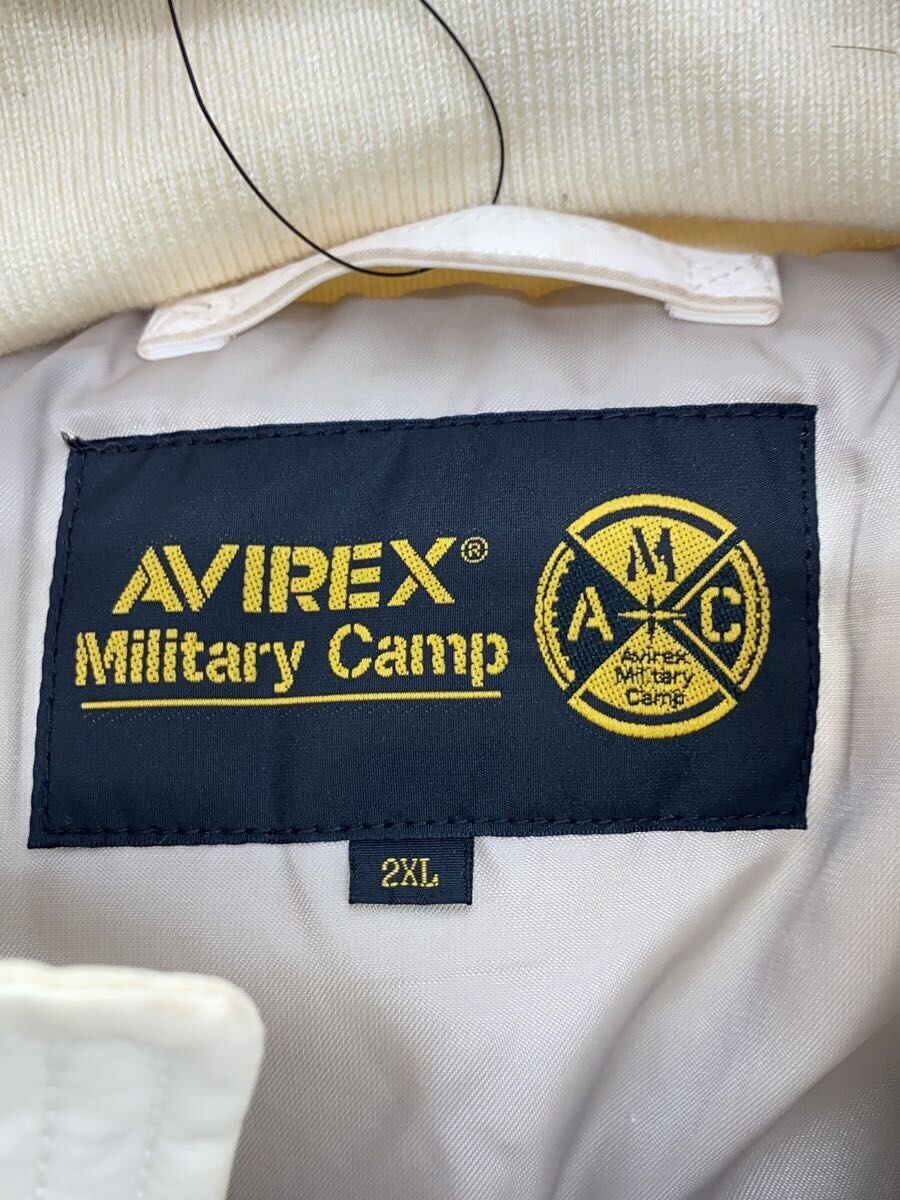 AVIREX®
Military Camp
M
A C
Avirex
Military
Camp
2XL